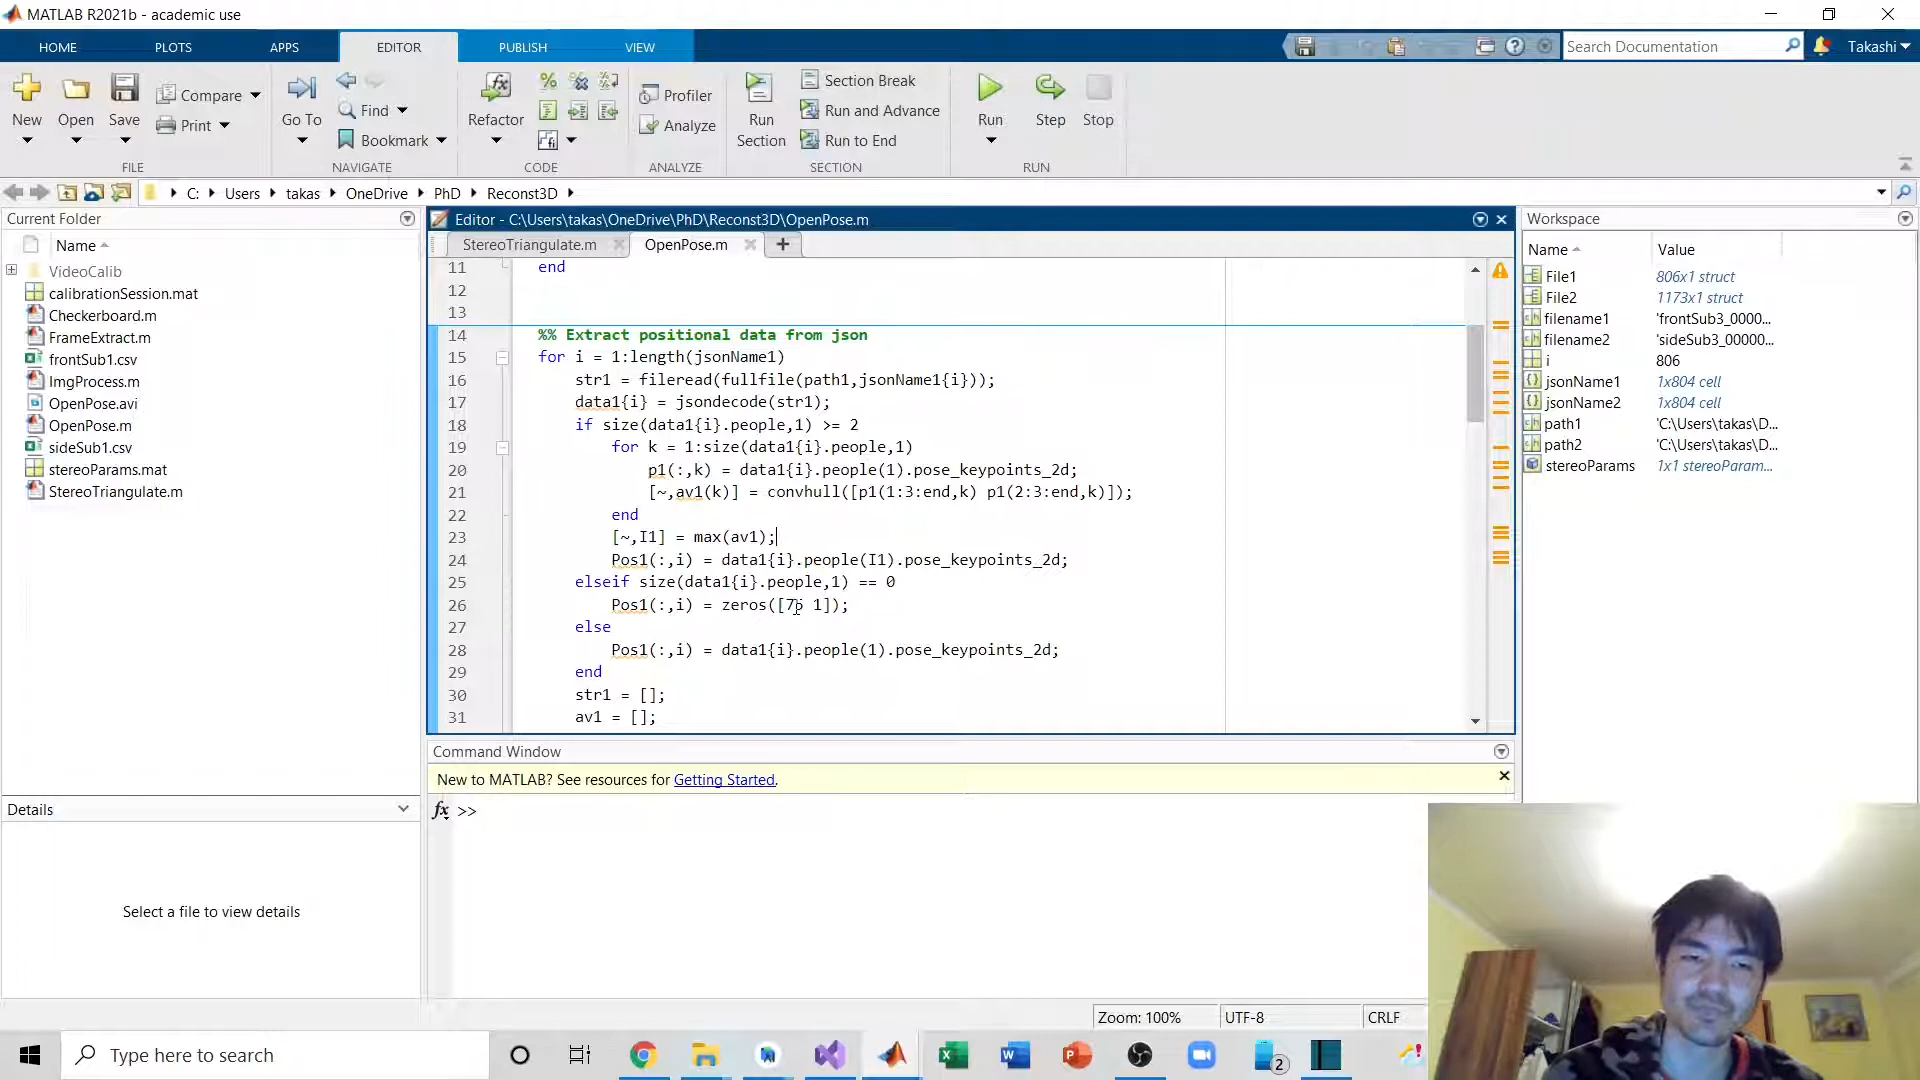 MATLAB R2021b - academic use
HOME PLOTS APPS EDITOR PUBLISH VIEW Search Documentation Takashi
New Open Save Compare Print
FILE
Go To Find Bookmark
NAVIGATE
Refactor
CODE
Profiler Analyze
ANALYZE
Run Section Section Break Run and Advance Run to End
SECTION
Run Step Stop
RUN
C: Users takas OneDrive PhD Reconst3D
Current Folder
Name
VideoCalib
calibrationSession.mat
Checkerboard.m
FrameExtract.m
frontSub1.csv
ImgProcess.m
OpenPose.avi
OpenPose.m
sideSub1.csv
stereoParams.mat
StereoTriangulate.m
Details
Select a file to view details
Editor - C:\Users\takas\OneDrive\PhD\Reconst3D\OpenPose.m
StereoTriangulate.m OpenPose.m
11 end
12
13
14 %% Extract positional data from json
15 for i = 1:length(jsonName1)
16 str1 = fileread(fullfile(path1,jsonName1{i}));
17 data1{i} = jsondecode(str1);
18 if size(data1{i}.people,1) >= 2
19 for k = 1:size(data1{i}.people,1)
20 p1(:,k) = data1{i}.people(1).pose_keypoints_2d;
21 [~,av1(k)] = convhull([p1(1:3:end,k) p1(2:3:end,k)]);
22 end
23 [~,I1] = max(av1);
24 Pos1(:,i) = data1{i}.people(I1).pose_keypoints_2d;
25 elseif size(data1{i}.people,1) == 0
26 Pos1(:,i) = zeros([75 1]);
27 else
28 Pos1(:,i) = data1{i}.people(1).pose_keypoints_2d;
29 end
30 str1 = [];
31 av1 = [];
Command Window
New to MATLAB? See resources for Getting Started.
fx >>
Workspace
Name Value
File1 806x1 struct
File2 1173x1 struct
filename1 'frontSub3_0000...
filename2 'sideSub3_00000...
i 806
jsonName1 1x804 cell
jsonName2 1x804 cell
path1 'C:\Users\takas\D...
path2 'C:\Users\takas\D...
stereoParams 1x1 stereoParam...
Zoom: 100% UTF-8 CRLF
Type here to search
2